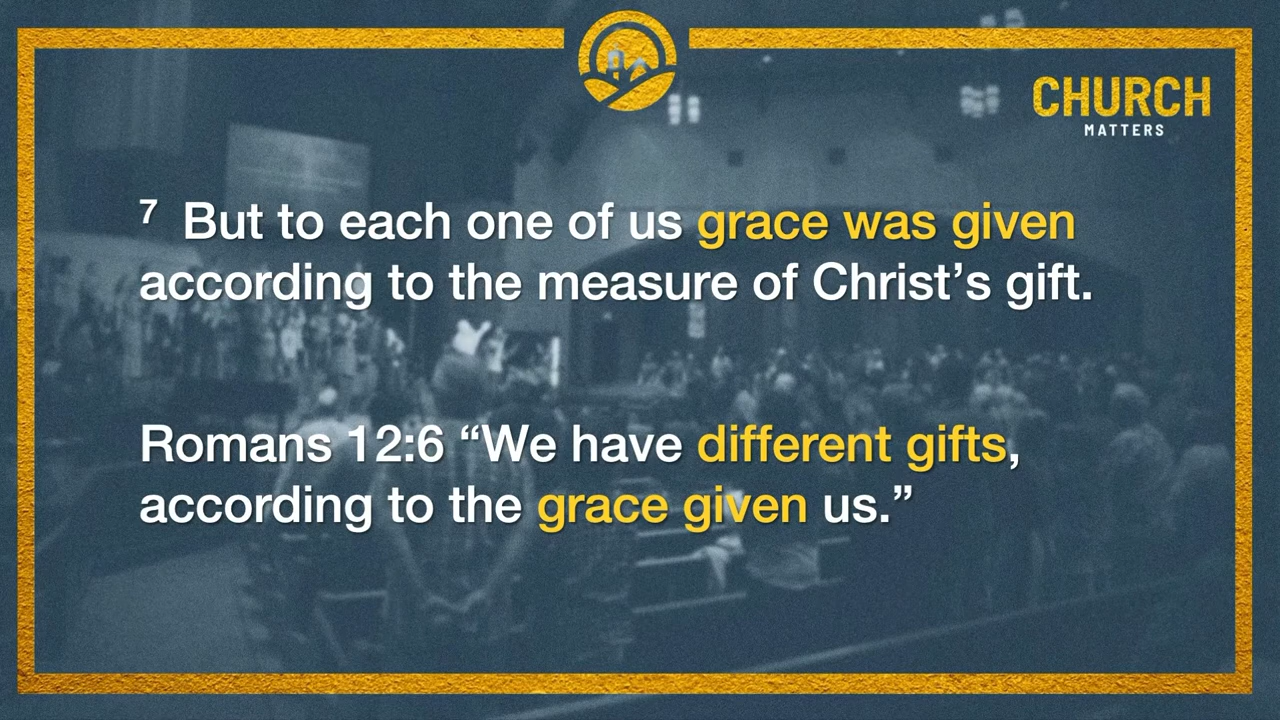 CHURCH
MATTERS
7 But to each one of us grace was given
according to the measure of Christ’s gift.
Romans 12:6 “We have different gifts,
according to the grace given us.”